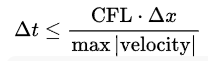 Δt ≤ CFL · Δx / max |velocity|